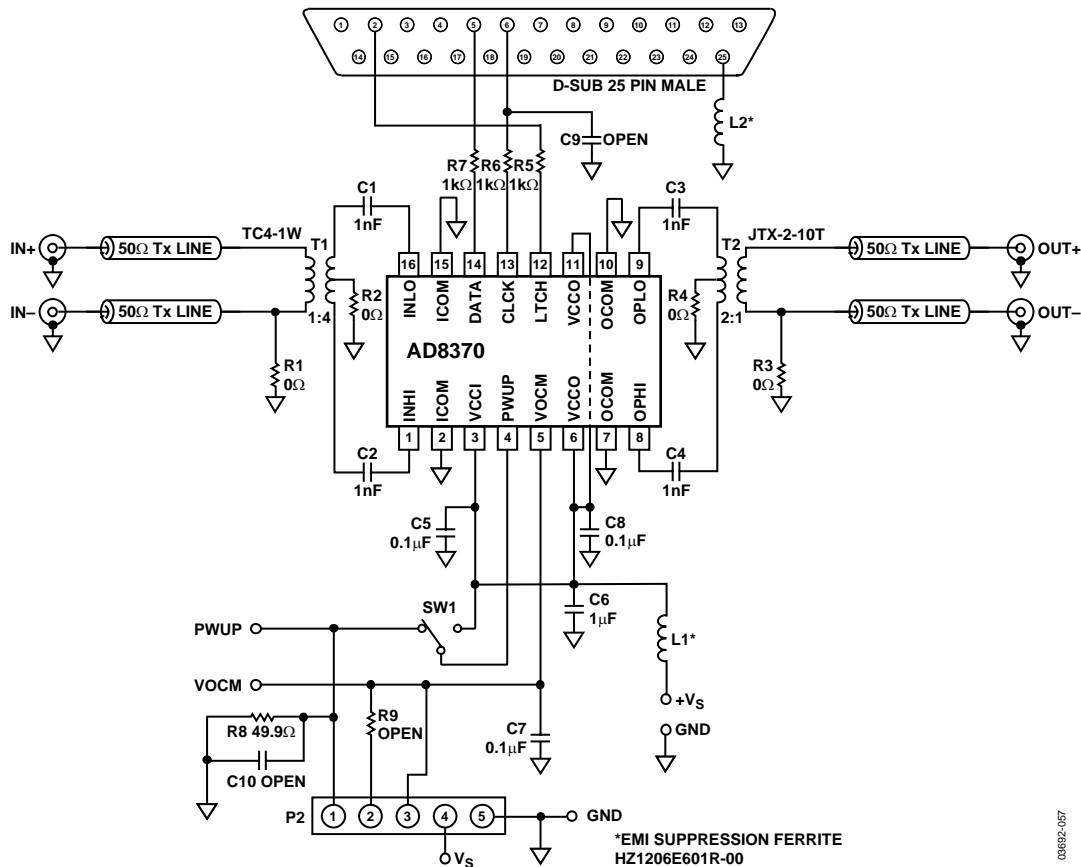 1 2 3 4 5 6 7 8 9 10 11 12 13
14 15 16 17 18 19 20 21 22 23 24 25
D-SUB 25 PIN MALE
L2*
C9 OPEN
R7 1kΩ
R6 1kΩ
R5 1kΩ
C1 1nF
C3 1nF
IN+
50Ω Tx LINE
TC4-1W
T1
T2
JTX-2-10T
50Ω Tx LINE
OUT+
16 15 14 13 12 11 10 9
INLO ICOM DATA CLCK LTCH VCCO OCOM OPLO
IN–
50Ω Tx LINE
1:4
R2 0Ω
R4 0Ω
2:1
50Ω Tx LINE
OUT–
R1 0Ω
AD8370
R3 0Ω
INHI ICOM VCCI PWUP VOCM VCCO OCOM OPHI
1 2 3 4 5 6 7 8
C2 1nF
C4 1nF
C5 0.1μF
C8 0.1μF
C6 1μF
SW1
L1*
PWUP
VOCM
+VS
GND
R8 49.9Ω
R9 OPEN
C7 0.1μF
C10 OPEN
P2
1 2 3 4 5
GND
VS
*EMI SUPPRESSION FERRITE
HZ1206E601R-00
03692-057